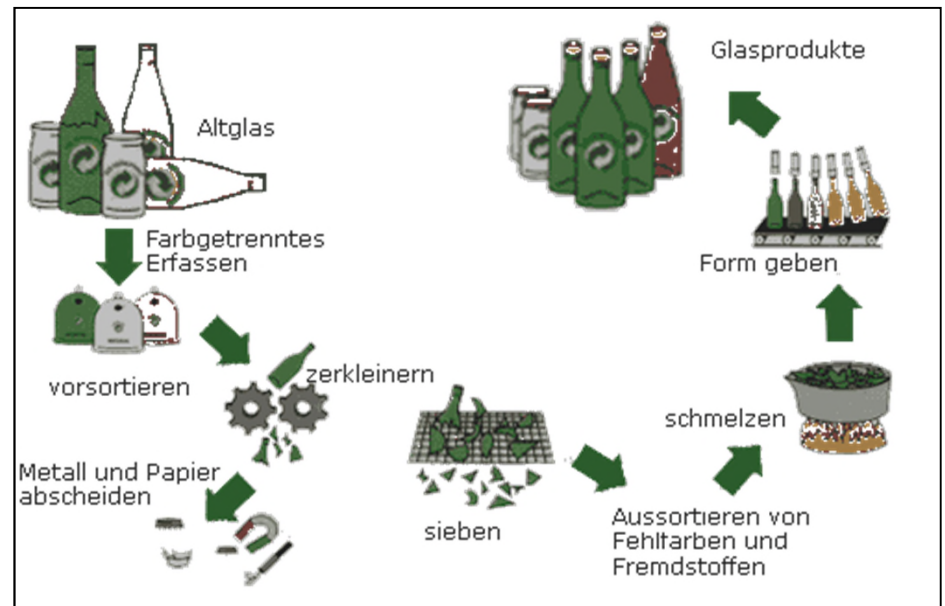 Altglas
Farbgetrenntes
Erfassen
vorsortieren
zerkleinern
Metall und Papier
abscheiden
sieben
Aussortieren von
Fehlfarben und
Fremdstoffen
schmelzen
Form geben
Glasprodukte